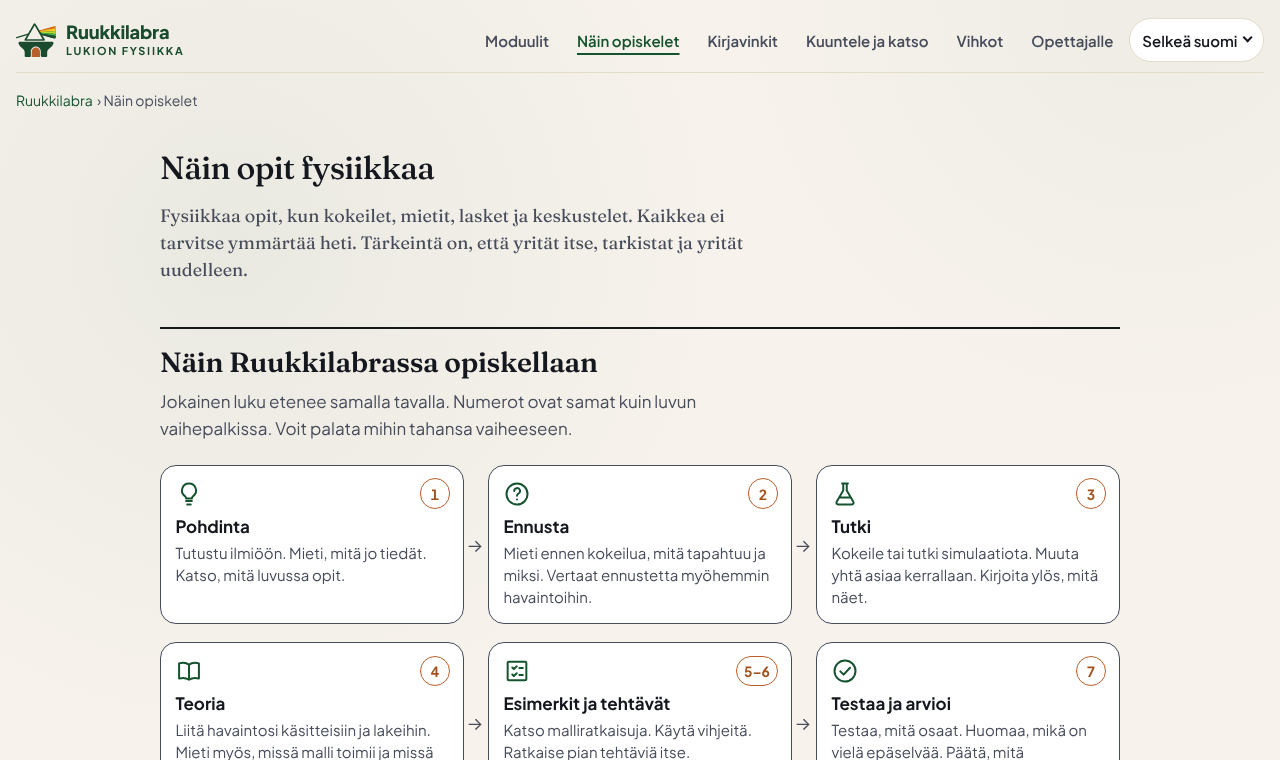 Ruukkilabra
LUKION FYSIIKKA
Moduulit
Näin opiskelet
Kirjavinkit
Kuuntele ja katso
Vihkot
Opettajalle
Selkeä suomi
Ruukkilabra › Näin opiskelet
Näin opit fysiikkaa
Fysiikkaa opit, kun kokeilet, mietit, lasket ja keskustelet. Kaikkea ei
tarvitse ymmärtää heti. Tärkeintä on, että yrität itse, tarkistat ja yrität
uudelleen.
Näin Ruukkilabrassa opiskellaan
Jokainen luku etenee samalla tavalla. Numerot ovat samat kuin luvun
vaihepalkissa. Voit palata mihin tahansa vaiheeseen.
1
Pohdinta
Tutustu ilmiöön. Mieti, mitä jo tiedät.
Katso, mitä luvussa opit.
→
2
Ennusta
Mieti ennen kokeilua, mitä tapahtuu ja
miksi. Vertaat ennustetta myöhemmin
havaintoihin.
→
3
Tutki
Kokeile tai tutki simulaatiota. Muuta
yhtä asiaa kerrallaan. Kirjoita ylös, mitä
näet.
4
Teoria
Liitä havaintosi käsitteisiin ja lakeihin.
Mieti myös, missä malli toimii ja missä
→
5–6
Esimerkit ja tehtävät
Katso malliratkaisuja. Käytä vihjeitä.
Ratkaise pian tehtäviä itse.
→
7
Testaa ja arvioi
Testaa, mitä osaat. Huomaa, mikä on
vielä epäselvää. Päätä, mitä